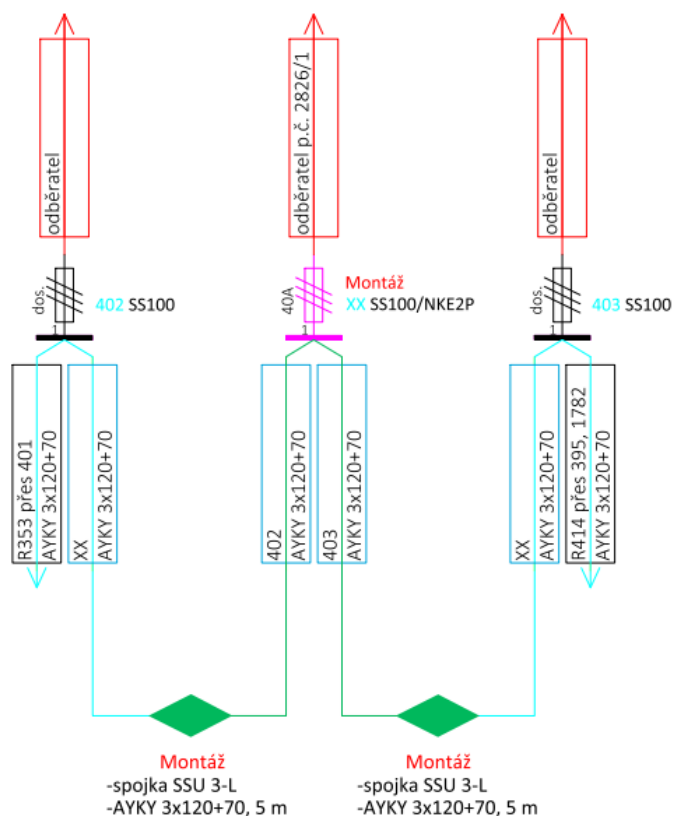 odběratel
odběratel p.č. 2826/1
odběratel
dos.
402 SS100
1
40A
Montáž
XX SS100/NKE2P
1
dos.
403 SS100
1
R353 přes 401
AYKY 3x120+70
XX
AYKY 3x120+70
402
AYKY 3x120+70
403
AYKY 3x120+70
XX
AYKY 3x120+70
R414 přes 395, 1782
AYKY 3x120+70
Montáž
-spojka SSU 3-L
-AYKY 3x120+70, 5 m
Montáž
-spojka SSU 3-L
-AYKY 3x120+70, 5 m